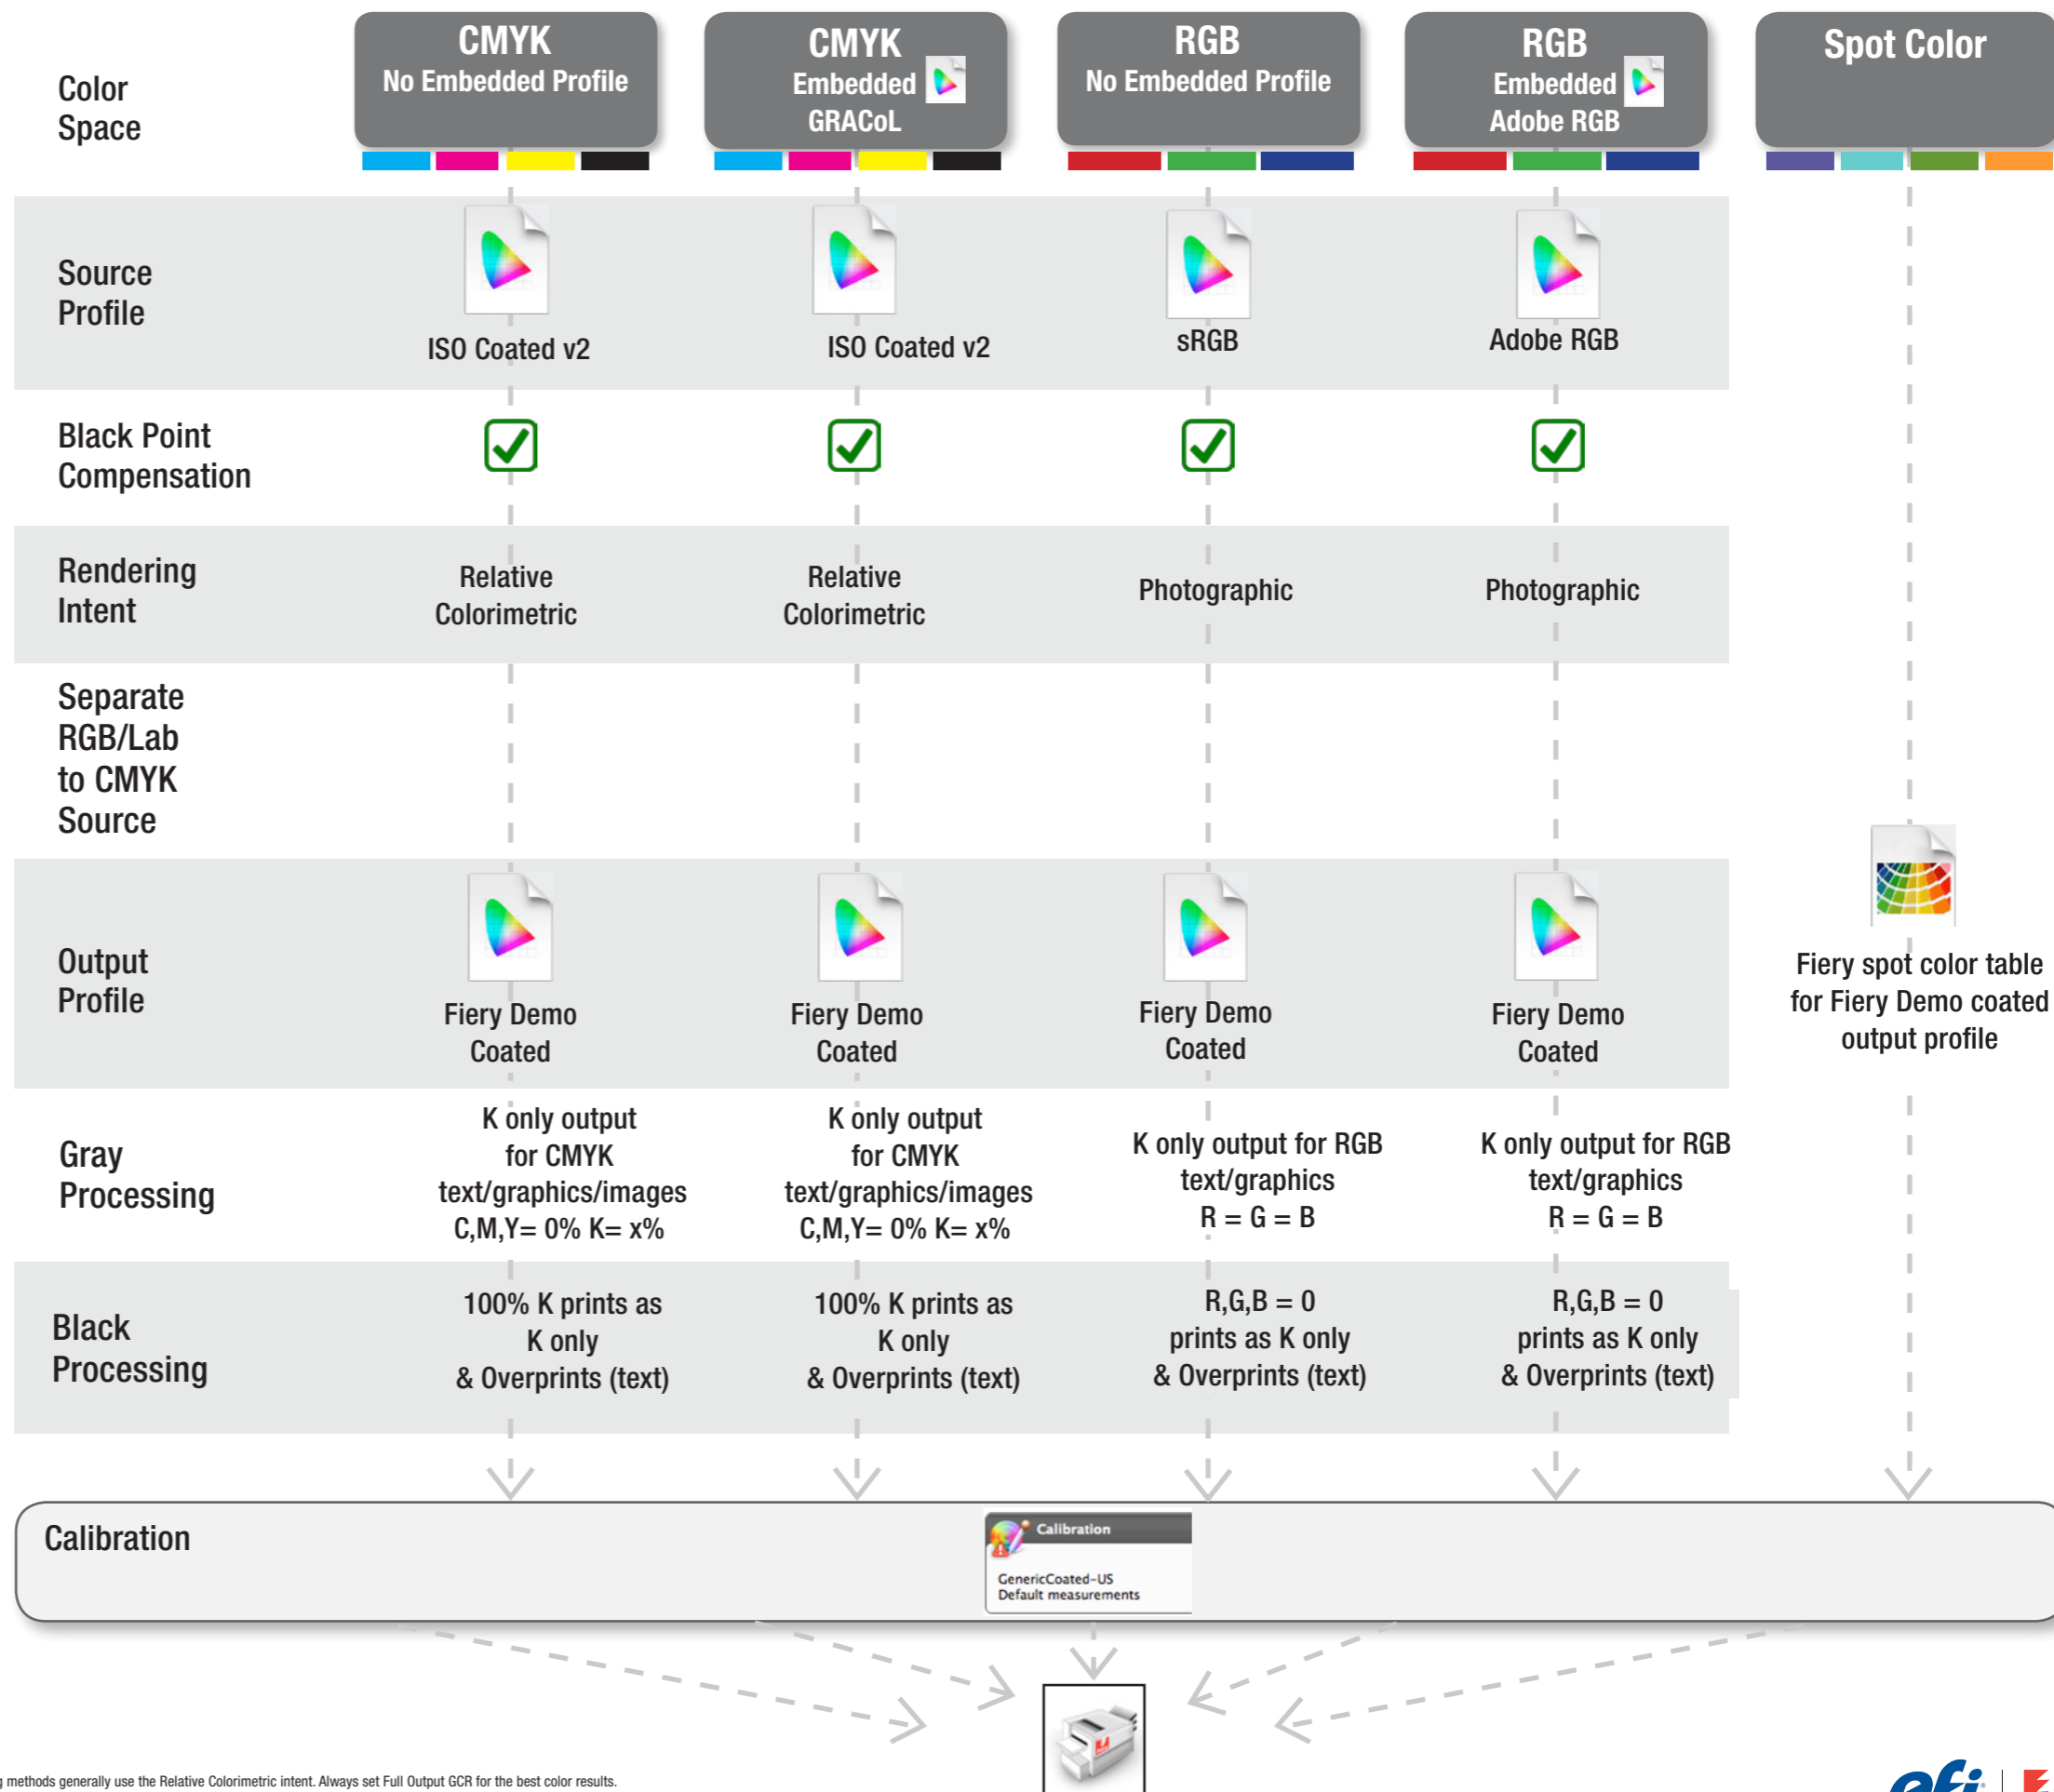 Color
Space
CMYK
No Embedded Profile
CMYK
Embedded
GRACoL
RGB
No Embedded Profile
RGB
Embedded
Adobe RGB
Spot Color
Source
Profile
ISO Coated v2
ISO Coated v2
sRGB
Adobe RGB
Black Point
Compensation
Rendering
Intent
Relative
Colorimetric
Relative
Colorimetric
Photographic
Photographic
Separate
RGB/Lab
to CMYK
Source
Output
Profile
Fiery Demo
Coated
Fiery Demo
Coated
Fiery Demo
Coated
Fiery Demo
Coated
Fiery spot color table
for Fiery Demo coated
output profile
Gray
Processing
K only output
for CMYK
text/graphics/images
C,M,Y= 0% K= x%
K only output
for CMYK
text/graphics/images
C,M,Y= 0% K= x%
K only output for RGB
text/graphics
R = G = B
K only output for RGB
text/graphics
R = G = B
Black
Processing
100% K prints as
K only
& Overprints (text)
100% K prints as
K only
& Overprints (text)
R,G,B = 0
prints as K only
& Overprints (text)
R,G,B = 0
prints as K only
& Overprints (text)
Calibration
Calibration
GenericCoated-US
Default measurements
methods generally use the Relative Colorimetric intent. Always set Full Output GCR for the best color results.
efi